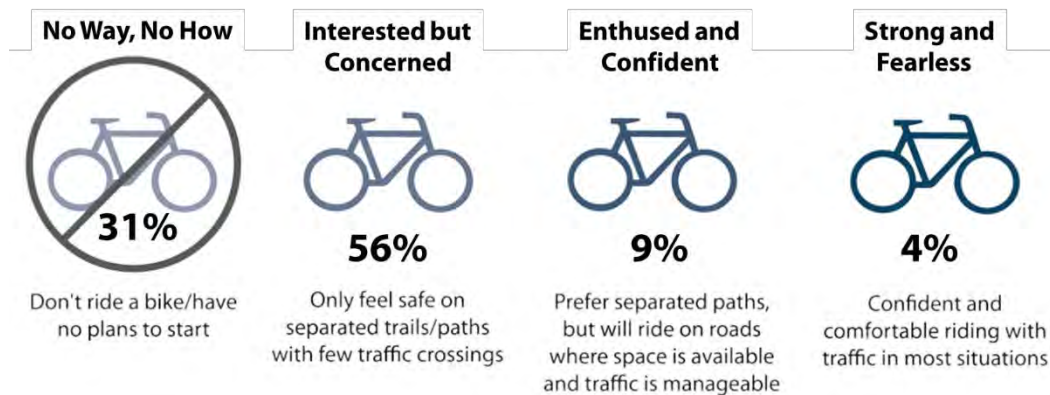 No Way, No How
31%
Don't ride a bike/have
no plans to start
Interested but
Concerned
56%
Only feel safe on
separated trails/paths
with few traffic crossings
Enthused and
Confident
9%
Prefer separated paths,
but will ride on roads
where space is available
and traffic is manageable
Strong and
Fearless
4%
Confident and
comfortable riding with
traffic in most situations